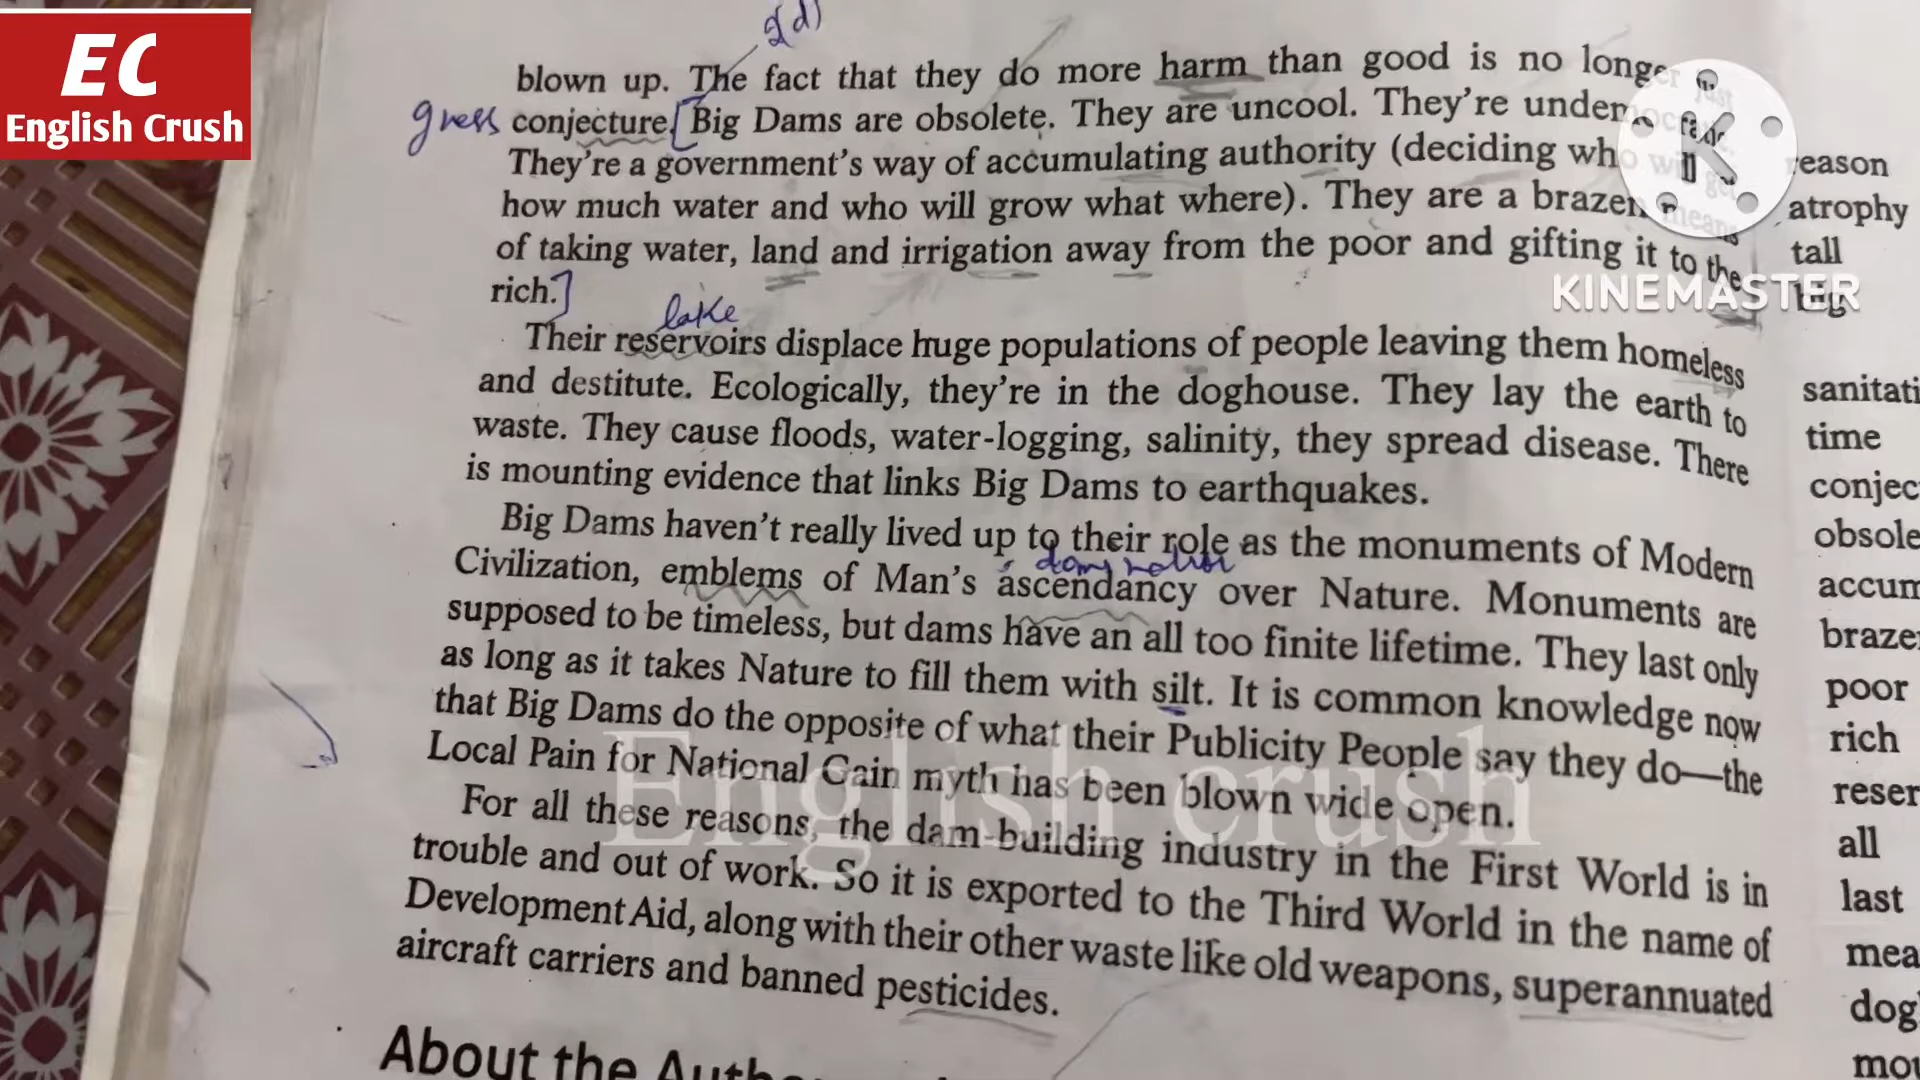 EC
English Crush
2(d)
blown up. The fact that they do more harm than good is no longer just
gress conjecture. [Big Dams are obsolete. They are uncool. They're undemocratic.
They're a government's way of accumulating authority (deciding who will get
how much water and who will grow what where). They are a brazen means
of taking water, land and irrigation away from the poor and gifting it to the
rich.]
lake
Their reservoirs displace huge populations of people leaving them homeless
and destitute. Ecologically, they're in the doghouse. They lay the earth to
waste. They cause floods, water-logging, salinity, they spread disease. There
is mounting evidence that links Big Dams to earthquakes.
Big Dams haven't really lived up to their role as the monuments of Modern
Civilization, emblems of Man's ascendancy over Nature. Monuments are
supposed to be timeless, but dams have an all too finite lifetime. They last only
as long as it takes Nature to fill them with silt. It is common knowledge now
that Big Dams do the opposite of what their Publicity People say they do—the
Local Pain for National Gain myth has been blown wide open.
For all these reasons, the dam-building industry in the First World is in
trouble and out of work. So it is exported to the Third World in the name of
Development Aid, along with their other waste like old weapons, superannuated
aircraft carriers and banned pesticides.
About the
reason
atrophy
tall
big
sanitati
time
conjec
obsole
accum
braze
poor
rich
reser
all
last
mea
dog
mou
KINEMASTER
English crush